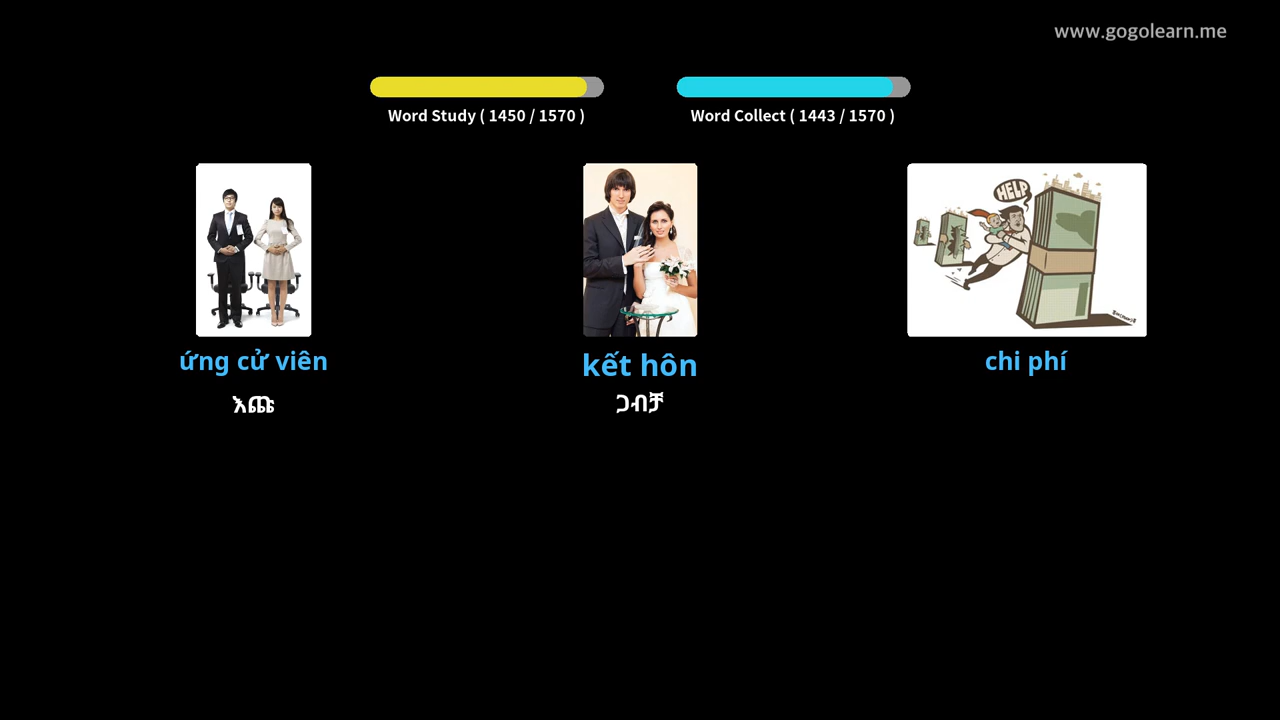 www.gogolearn.me
Word Study ( 1450 / 1570 )
Word Collect ( 1443 / 1570 )
HELP
ứng cử viên
kết hôn
chi phí
እጩ
ጋብቻ